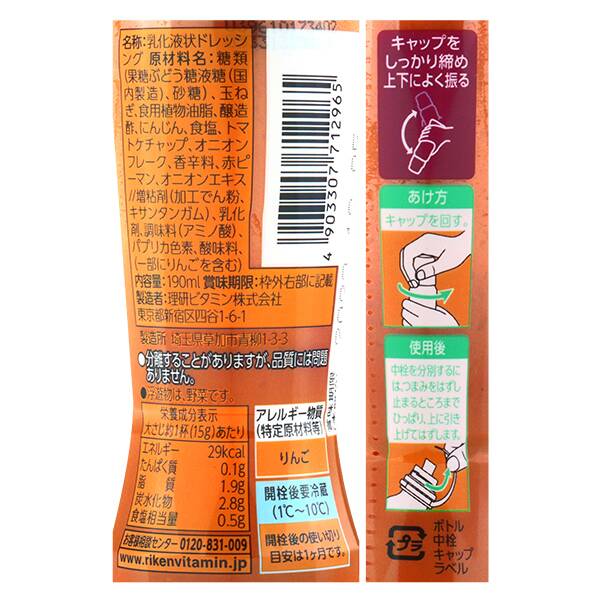 名称:乳化液状ドレッシ
ング 原材料名:糖類
(果糖ぶどう糖液糖(国
内製造)、砂糖)、玉ね
ぎ、食用植物油脂、醸造
酢、にんじん、食塩、トマ
トケチャップ、オニオン
フレーク、香辛料、赤ピ
ーマン、オニオンエキス
//増粘剤(加工でん粉、
キサンタンガム)、乳化
剤、調味料(アミノ酸)、
パプリカ色素、酸味料、
(一部にりんごを含む)
内容量:190ml 賞味期限:枠外右部に記載
製造者:理研ビタミン株式会社
東京都新宿区四谷1-6-1
製造所 埼玉県草加市青柳1-3-3
●分離することがありますが、品質には問題
ありません。
●浮遊物は、野菜です。
栄養成分表示
大さじ約1杯(15g)あたり
エネルギー 29kcal
たんぱく質 0.1g
脂質 1.9g
炭水化物 2.8g
食塩相当量 0.5g
お客様相談センター 0120-831-009
www.rikenvitamin.jp
4 903307 712965
アレルギー物質
(特定原材料等)
りんご
開栓後要冷蔵
(1℃~10℃)
開栓後の使い切り
目安は1ヶ月です。
キャップを
しっかり締め
上下によく振る
あけ方
キャップを回す。
使用後
中栓を分別するに
は、つまみをはずし
止まるところまで
ひっぱり、上に引き
上げてはずします。
プラ
ボトル
中栓
キャップ
ラベル